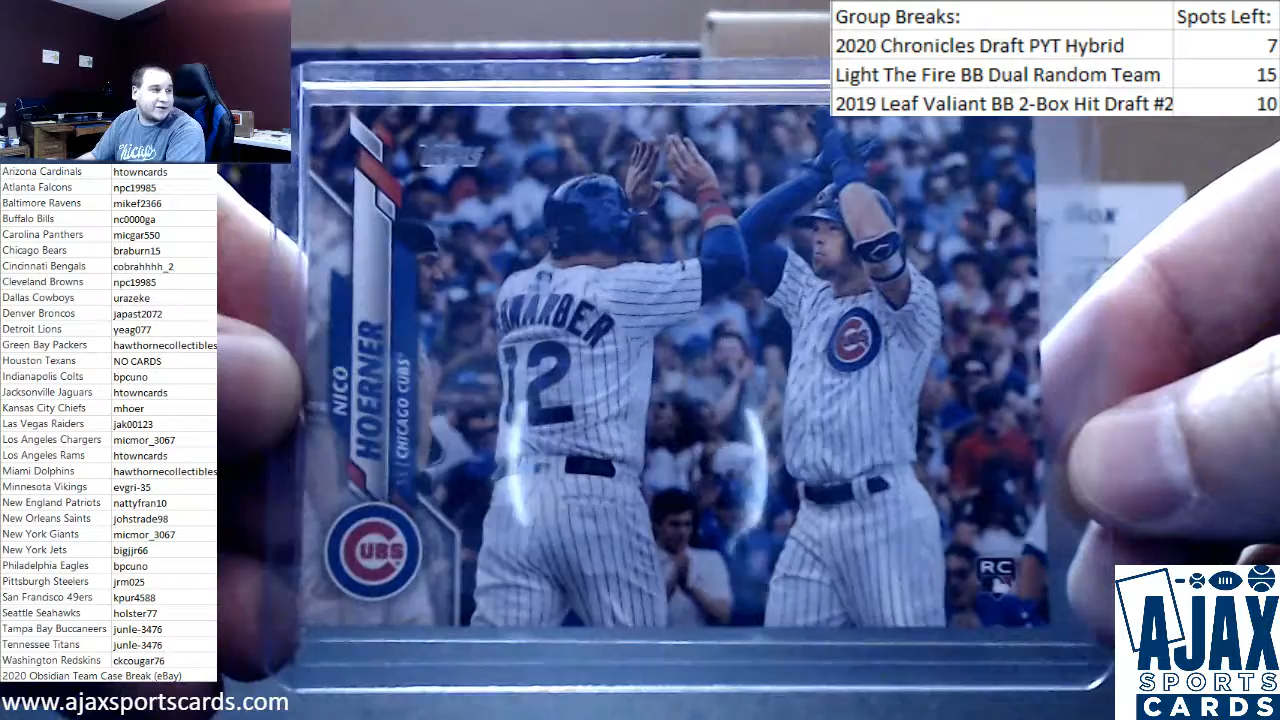 Group Breaks: Spots Left:
2020 Chronicles Draft PYT Hybrid 7
Light The Fire BB Dual Random Team 15
2019 Leaf Valiant BB 2-Box Hit Draft #2 10
Chicago
Arizona Cardinals htowncards
Atlanta Falcons npc19985
Baltimore Ravens mikef2366
Buffalo Bills nc0000ga
Carolina Panthers micgar550
Chicago Bears braburn15
Cincinnati Bengals cobrahhhh_2
Cleveland Browns npc19985
Dallas Cowboys urazeke
Denver Broncos japast2072
Detroit Lions yeag077
Green Bay Packers hawthornecollectibles
Houston Texans NO CARDS
Indianapolis Colts bpcuno
Jacksonville Jaguars htowncards
Kansas City Chiefs mhoer
Las Vegas Raiders jak00123
Los Angeles Chargers micmor_3067
Los Angeles Rams htowncards
Miami Dolphins hawthornecollectibles
Minnesota Vikings evgri-35
New England Patriots nattyfran10
New Orleans Saints johstrade98
New York Giants micmor_3067
New York Jets bigjjr66
Philadelphia Eagles bpcuno
Pittsburgh Steelers jrm025
San Francisco 49ers kpur4588
Seattle Seahawks holster77
Tampa Bay Buccaneers junle-3476
Tennessee Titans junle-3476
Washington Redskins ckcougar76
2020 Obsidian Team Case Break (eBay)
www.ajaxsportscards.com
Topps
NICO
HOERNER
SS | CHICAGO CUBS
CUBS
12
CUBS
RC
AJAX
SPORTS
CARDS